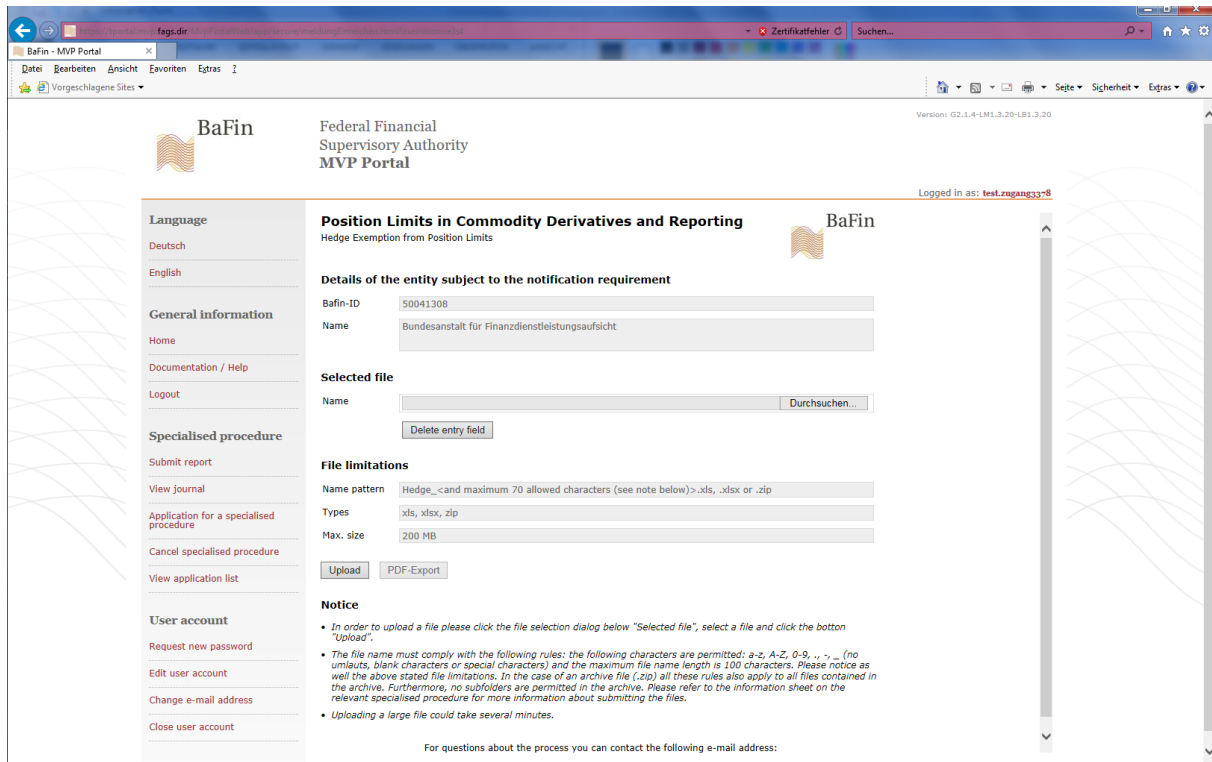 fags.dir
Zertifikatfehler
Suchen...
BaFin - MVP Portal
Datei Bearbeiten Ansicht Favoriten Extras ?
Vorgeschlagene Sites
Seite Sicherheit Extras
BaFin
Federal Financial
Supervisory Authority
MVP Portal
Version: G2.1.4-LM1.3.20-LB1.3.20
Logged in as: test.zugang3378
Language
Deutsch
English
General information
Home
Documentation / Help
Logout
Specialised procedure
Submit report
View journal
Application for a specialised
procedure
Cancel specialised procedure
View application list
User account
Request new password
Edit user account
Change e-mail address
Close user account
Position Limits in Commodity Derivatives and Reporting
Hedge Exemption from Position Limits
BaFin
Details of the entity subject to the notification requirement
Bafin-ID 50041308
Name Bundesanstalt für Finanzdienstleistungsaufsicht
Selected file
Name Durchsuchen...
Delete entry field
File limitations
Name pattern Hedge_<and maximum 70 allowed characters (see note below)>.xls, .xlsx or .zip
Types xls, xlsx, zip
Max. size 200 MB
Upload PDF-Export
Notice
• In order to upload a file please click the file selection dialog below "Selected file", select a file and click the botton
"Upload".
• The file name must comply with the following rules: the following characters are permitted: a-z, A-Z, 0-9, ., -, _ (no
umlauts, blank characters or special characters) and the maximum file name length is 100 characters. Please notice as
well the above stated file limitations. In the case of an archive file (.zip) all these rules also apply to all files contained in
the archive. Furthermore, no subfolders are permitted in the archive. Please refer to the information sheet on the
relevant specialised procedure for more information about submitting the files.
• Uploading a large file could take several minutes.
For questions about the process you can contact the following e-mail address: